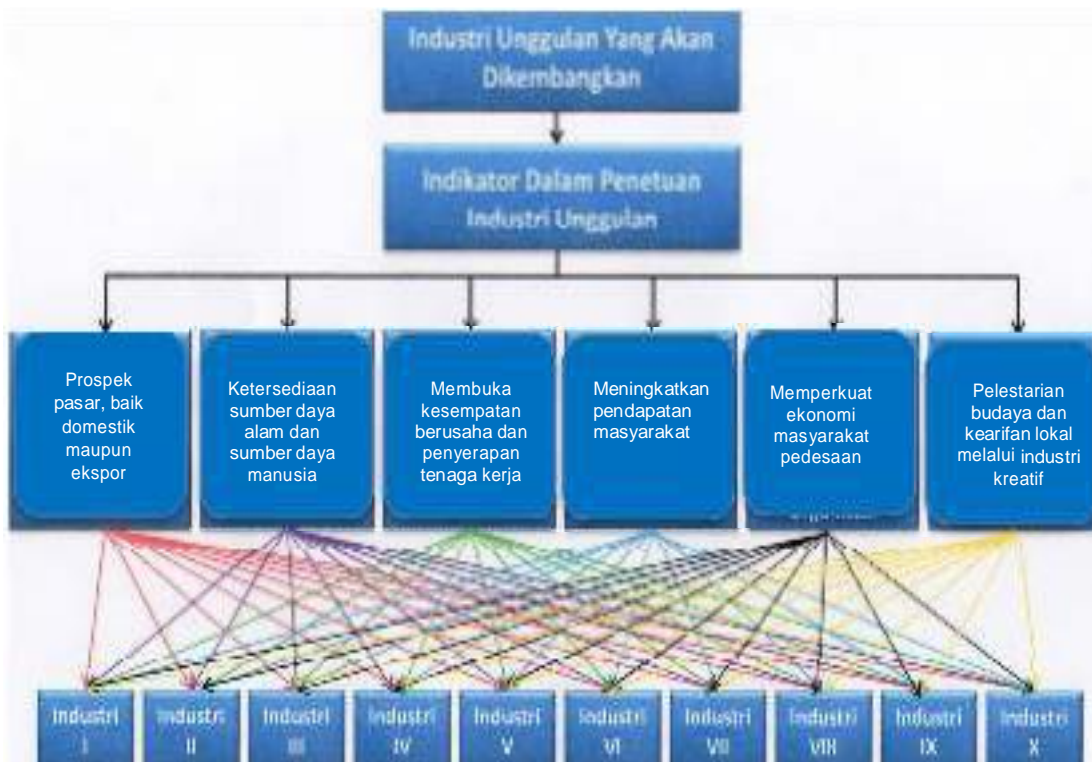 Industri Unggulan Yang Akan
Dikembangkan
Indikator Dalam Penetuan
Industri Unggulan
Prospek
pasar, baik
domestik
maupun
ekspor
Ketersediaan
sumber daya
alam dan
sumber daya
manusia
Membuka
kesempatan
berusaha dan
penyerapan
tenaga kerja
Meningkatkan
pendapatan
masyarakat
Memperkuat
ekonomi
masyarakat
pedesaan
Pelestarian
budaya dan
kearifan lokal
melalui industri
kreatif
Industri
I
Industri
II
Industri
III
Industri
IV
Industri
V
Industri
VI
Industri
VII
Industri
VIII
Industri
IX
Industri
X